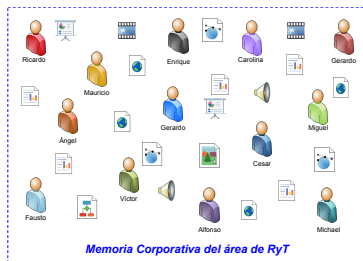 Ricardo
Enrique
Carolina
Gerardo
Mauricio
Gerardo
Miguel
Ángel
Cesar
Víctor
Fausto
Alfonso
Michael
Memoria Corporativa del área de RyT